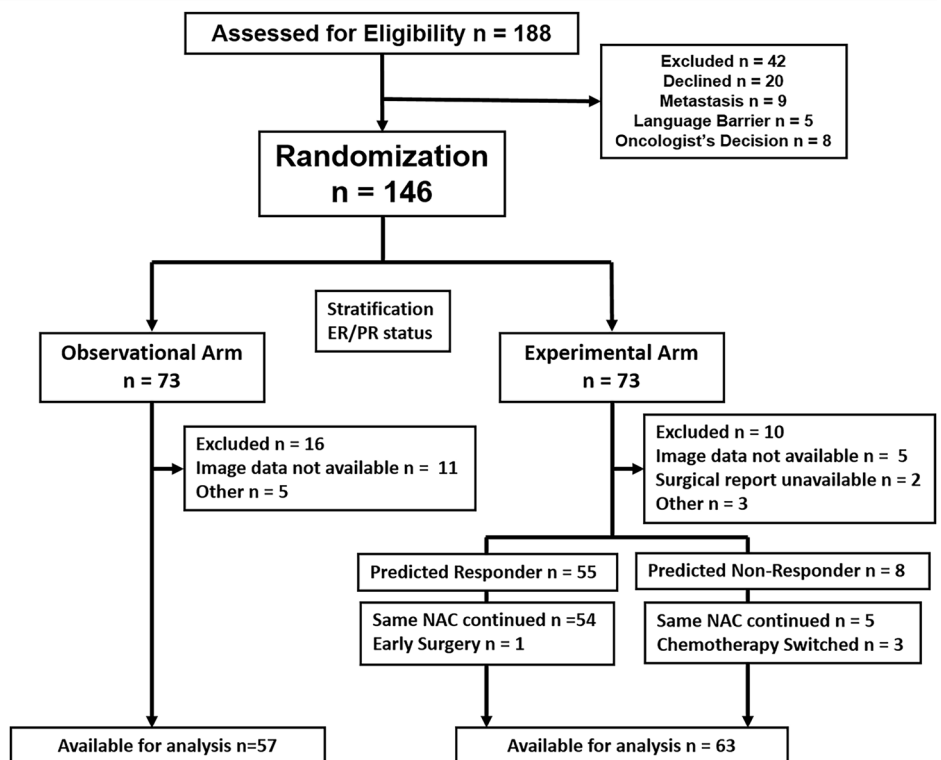 Assessed for Eligibility n = 188
Excluded n = 42
Declined n = 20
Metastasis n = 9
Language Barrier n = 5
Oncologist's Decision n = 8
Randomization
n = 146
Stratification
ER/PR status
Observational Arm
n = 73
Experimental Arm
n = 73
Excluded n = 16
Image data not available n = 11
Other n = 5
Excluded n = 10
Image data not available n = 5
Surgical report unavailable n = 2
Other n = 3
Predicted Responder n = 55
Predicted Non-Responder n = 8
Same NAC continued n =54
Early Surgery n = 1
Same NAC continued n = 5
Chemotherapy Switched n = 3
Available for analysis n=57
Available for analysis n = 63